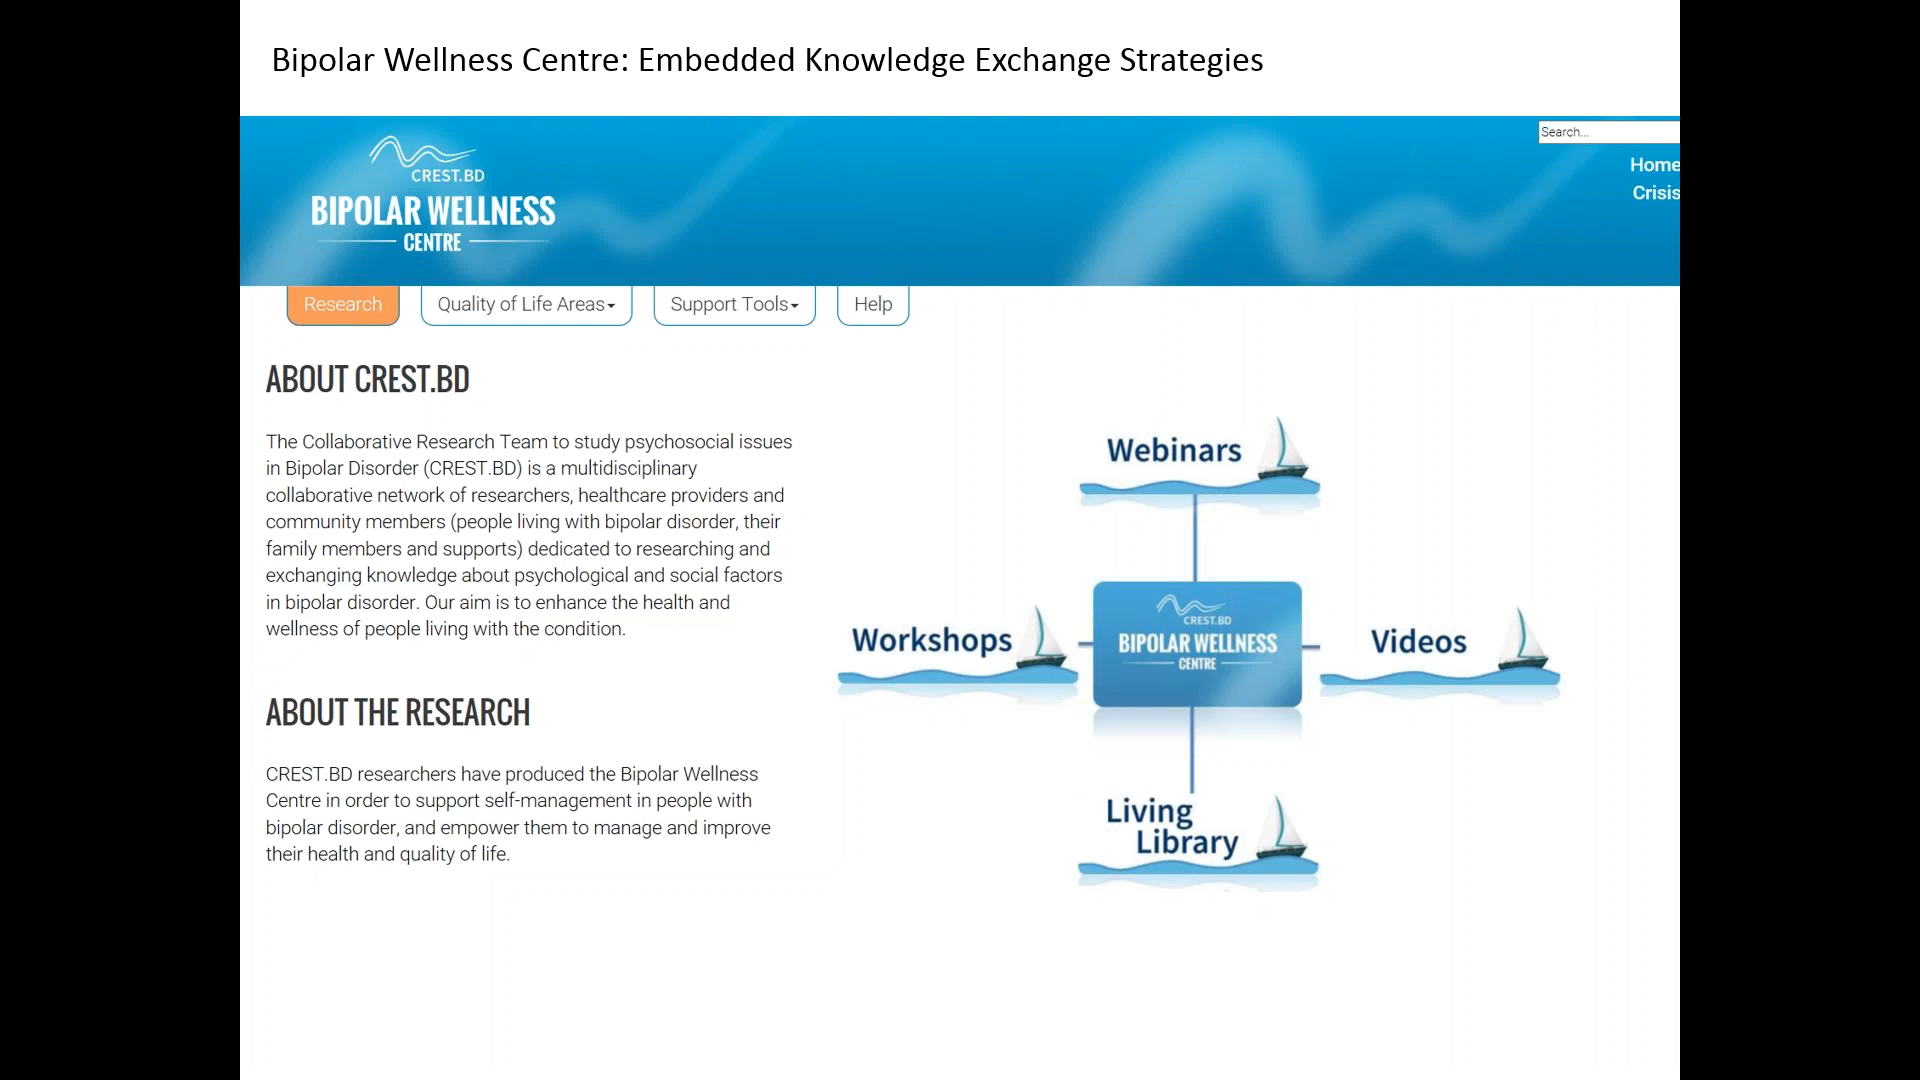 Bipolar Wellness Centre: Embedded Knowledge Exchange Strategies
Search...
Home
Crisis
CREST.BD
BIPOLAR WELLNESS
CENTRE
Research
Quality of Life Areas
Support Tools
Help
ABOUT CREST.BD
The Collaborative Research Team to study psychosocial issues
in Bipolar Disorder (CREST.BD) is a multidisciplinary
collaborative network of researchers, healthcare providers and
community members (people living with bipolar disorder, their
family members and supports) dedicated to researching and
exchanging knowledge about psychological and social factors
in bipolar disorder. Our aim is to enhance the health and
wellness of people living with the condition.
ABOUT THE RESEARCH
CREST.BD researchers have produced the Bipolar Wellness
Centre in order to support self-management in people with
bipolar disorder, and empower them to manage and improve
their health and quality of life.
Webinars
Workshops
CREST.BD
BIPOLAR WELLNESS
CENTRE
Videos
Living
Library